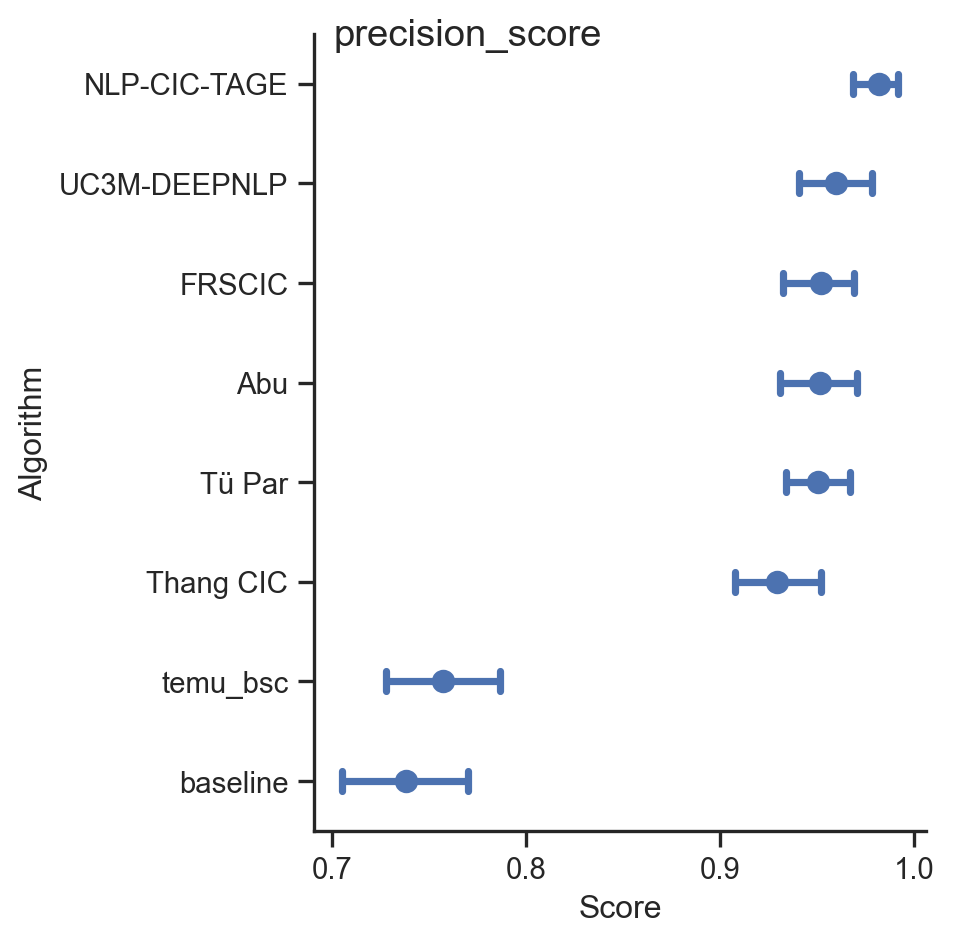 precision_score
NLP-CIC-TAGE
UC3M-DEEPNLP
FRSCIC
Abu
Tü Par
Thang CIC
temu_bsc
baseline
Algorithm
0.7 0.8 0.9 1.0
Score